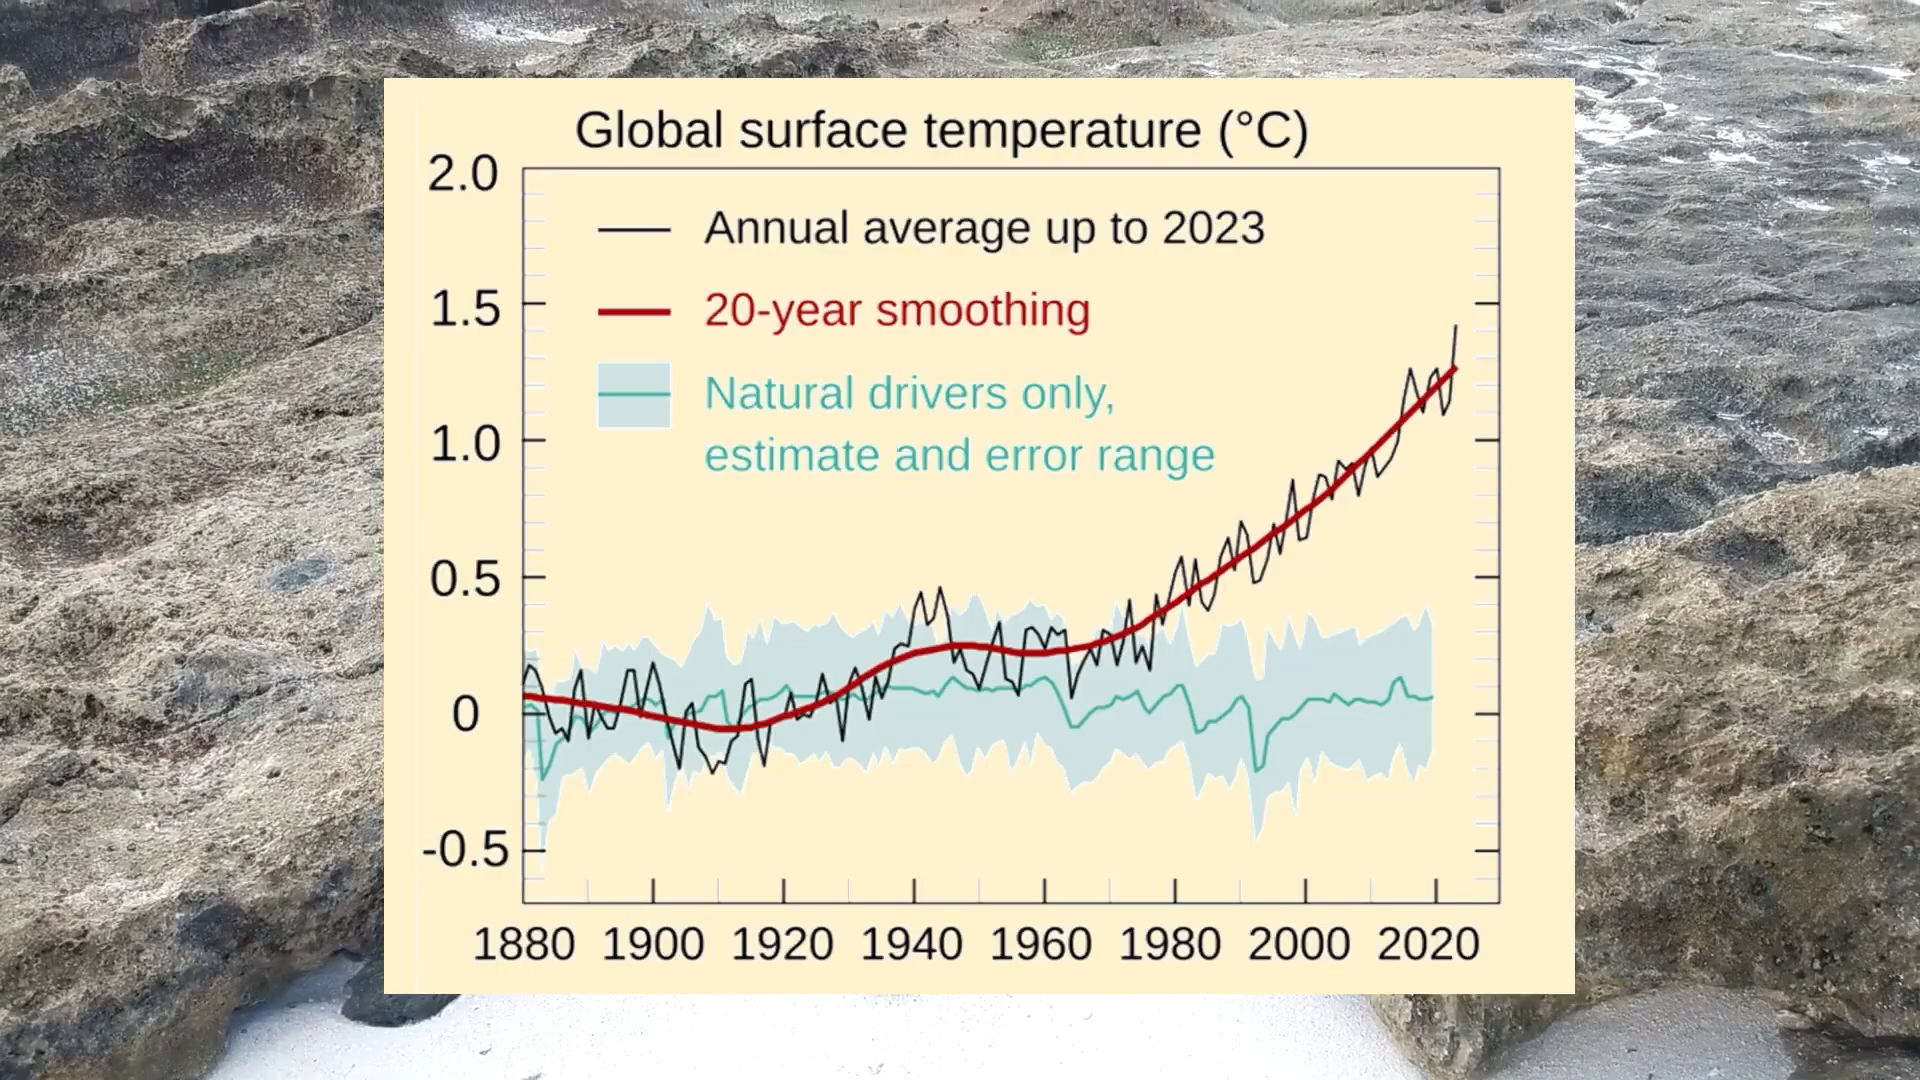 Global surface temperature (°C)
2.0
Annual average up to 2023
1.5
20-year smoothing
Natural drivers only,
1.0
estimate and error range
0.5
0
-0.5
1880 1900 1920 1940 1960 1980 2000 2020